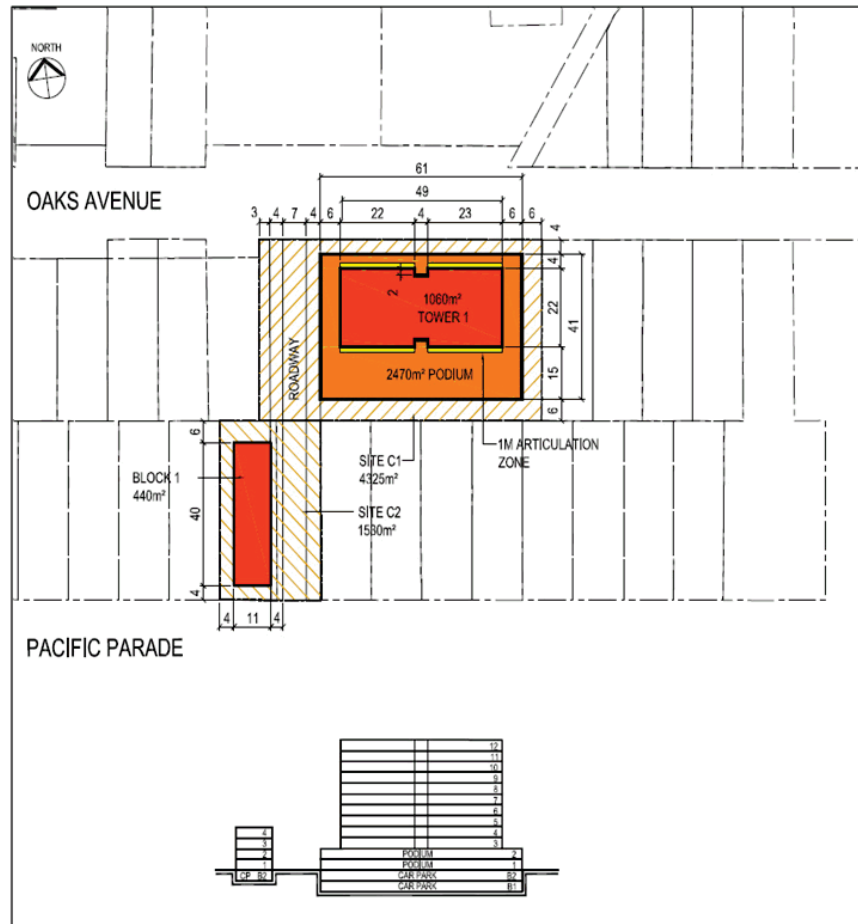 NORTH
OAKS AVENUE
61
49
3 4 7 4 6 22 4 23 6 6
4
4
2
22
41
15
6
1060m²
TOWER 1
2470m² PODIUM
ROADWAY
1M ARTICULATION
ZONE
SITE C1
4325m²
BLOCK 1
440m²
SITE C2
1530m²
6
40
4
4 11 4
PACIFIC PARADE
12
11
10
9
8
7
6
5
4
3
PODIUM 2
PODIUM 1
CAR PARK B2
CAR PARK B1
4
3
2
1
CP B2